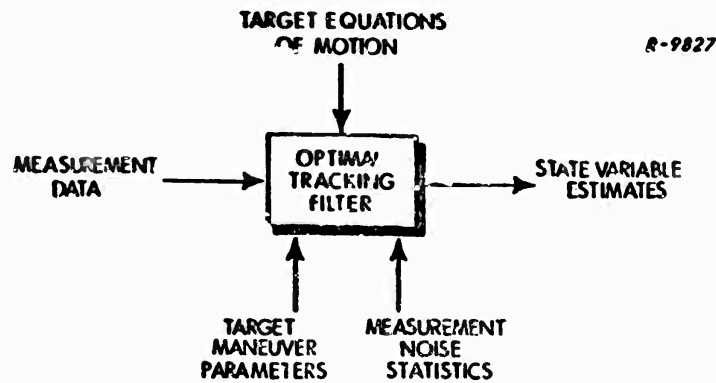 TARGET EQUATIONS
OF MOTION
R-9827
MEASUREMENT
DATA
OPTIMAL
TRACKING
FILTER
STATE VARIABLE
ESTIMATES
TARGET
MANEUVER
PARAMETERS
MEASUREMENT
NOISE
STATISTICS